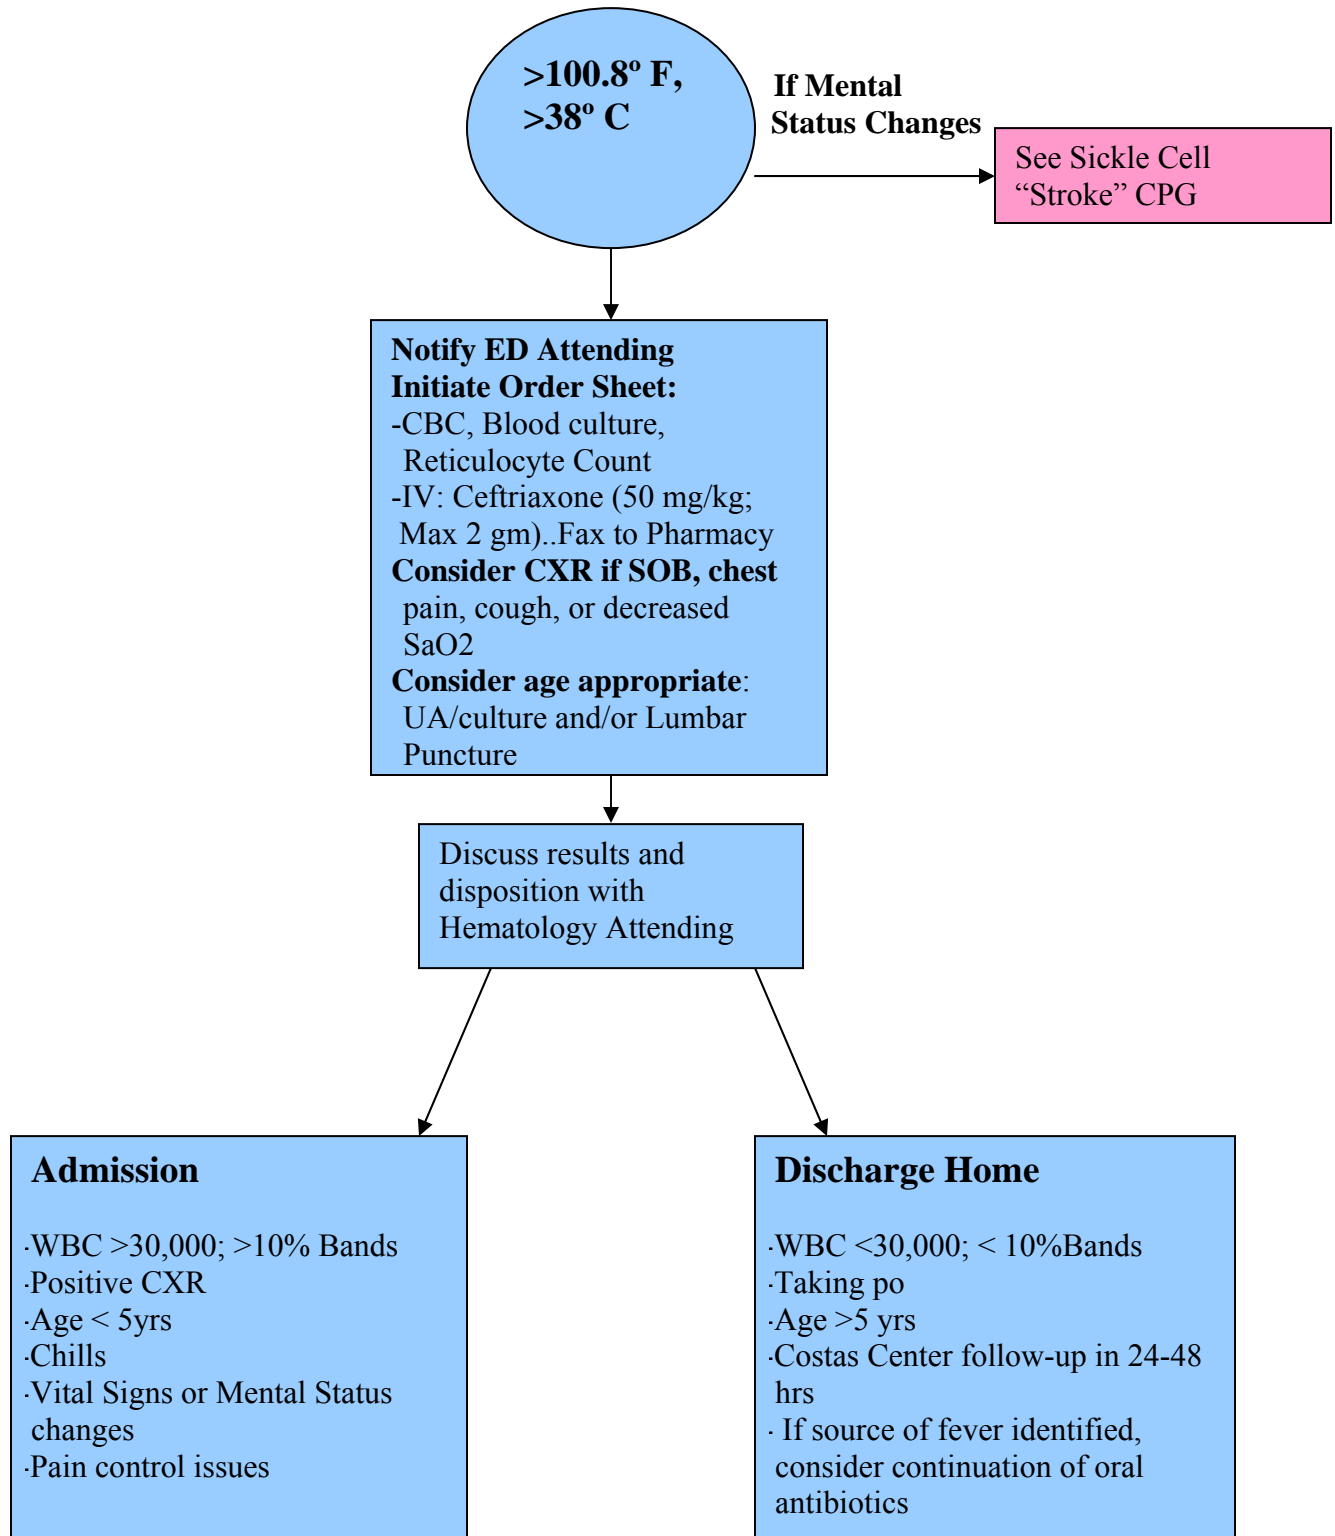 >100.8º F,
>38º C
If Mental
Status Changes
See Sickle Cell
“Stroke” CPG
Notify ED Attending
Initiate Order Sheet:
-CBC, Blood culture,
Reticulocyte Count
-IV: Ceftriaxone (50 mg/kg;
Max 2 gm)..Fax to Pharmacy
Consider CXR if SOB, chest
pain, cough, or decreased
SaO2
Consider age appropriate:
UA/culture and/or Lumbar
Puncture
Discuss results and
disposition with
Hematology Attending
Admission
·WBC >30,000; >10% Bands
·Positive CXR
·Age < 5yrs
·Chills
·Vital Signs or Mental Status
changes
·Pain control issues
Discharge Home
·WBC <30,000; < 10%Bands
·Taking po
·Age >5 yrs
·Costas Center follow-up in 24-48
hrs
· If source of fever identified,
consider continuation of oral
antibiotics